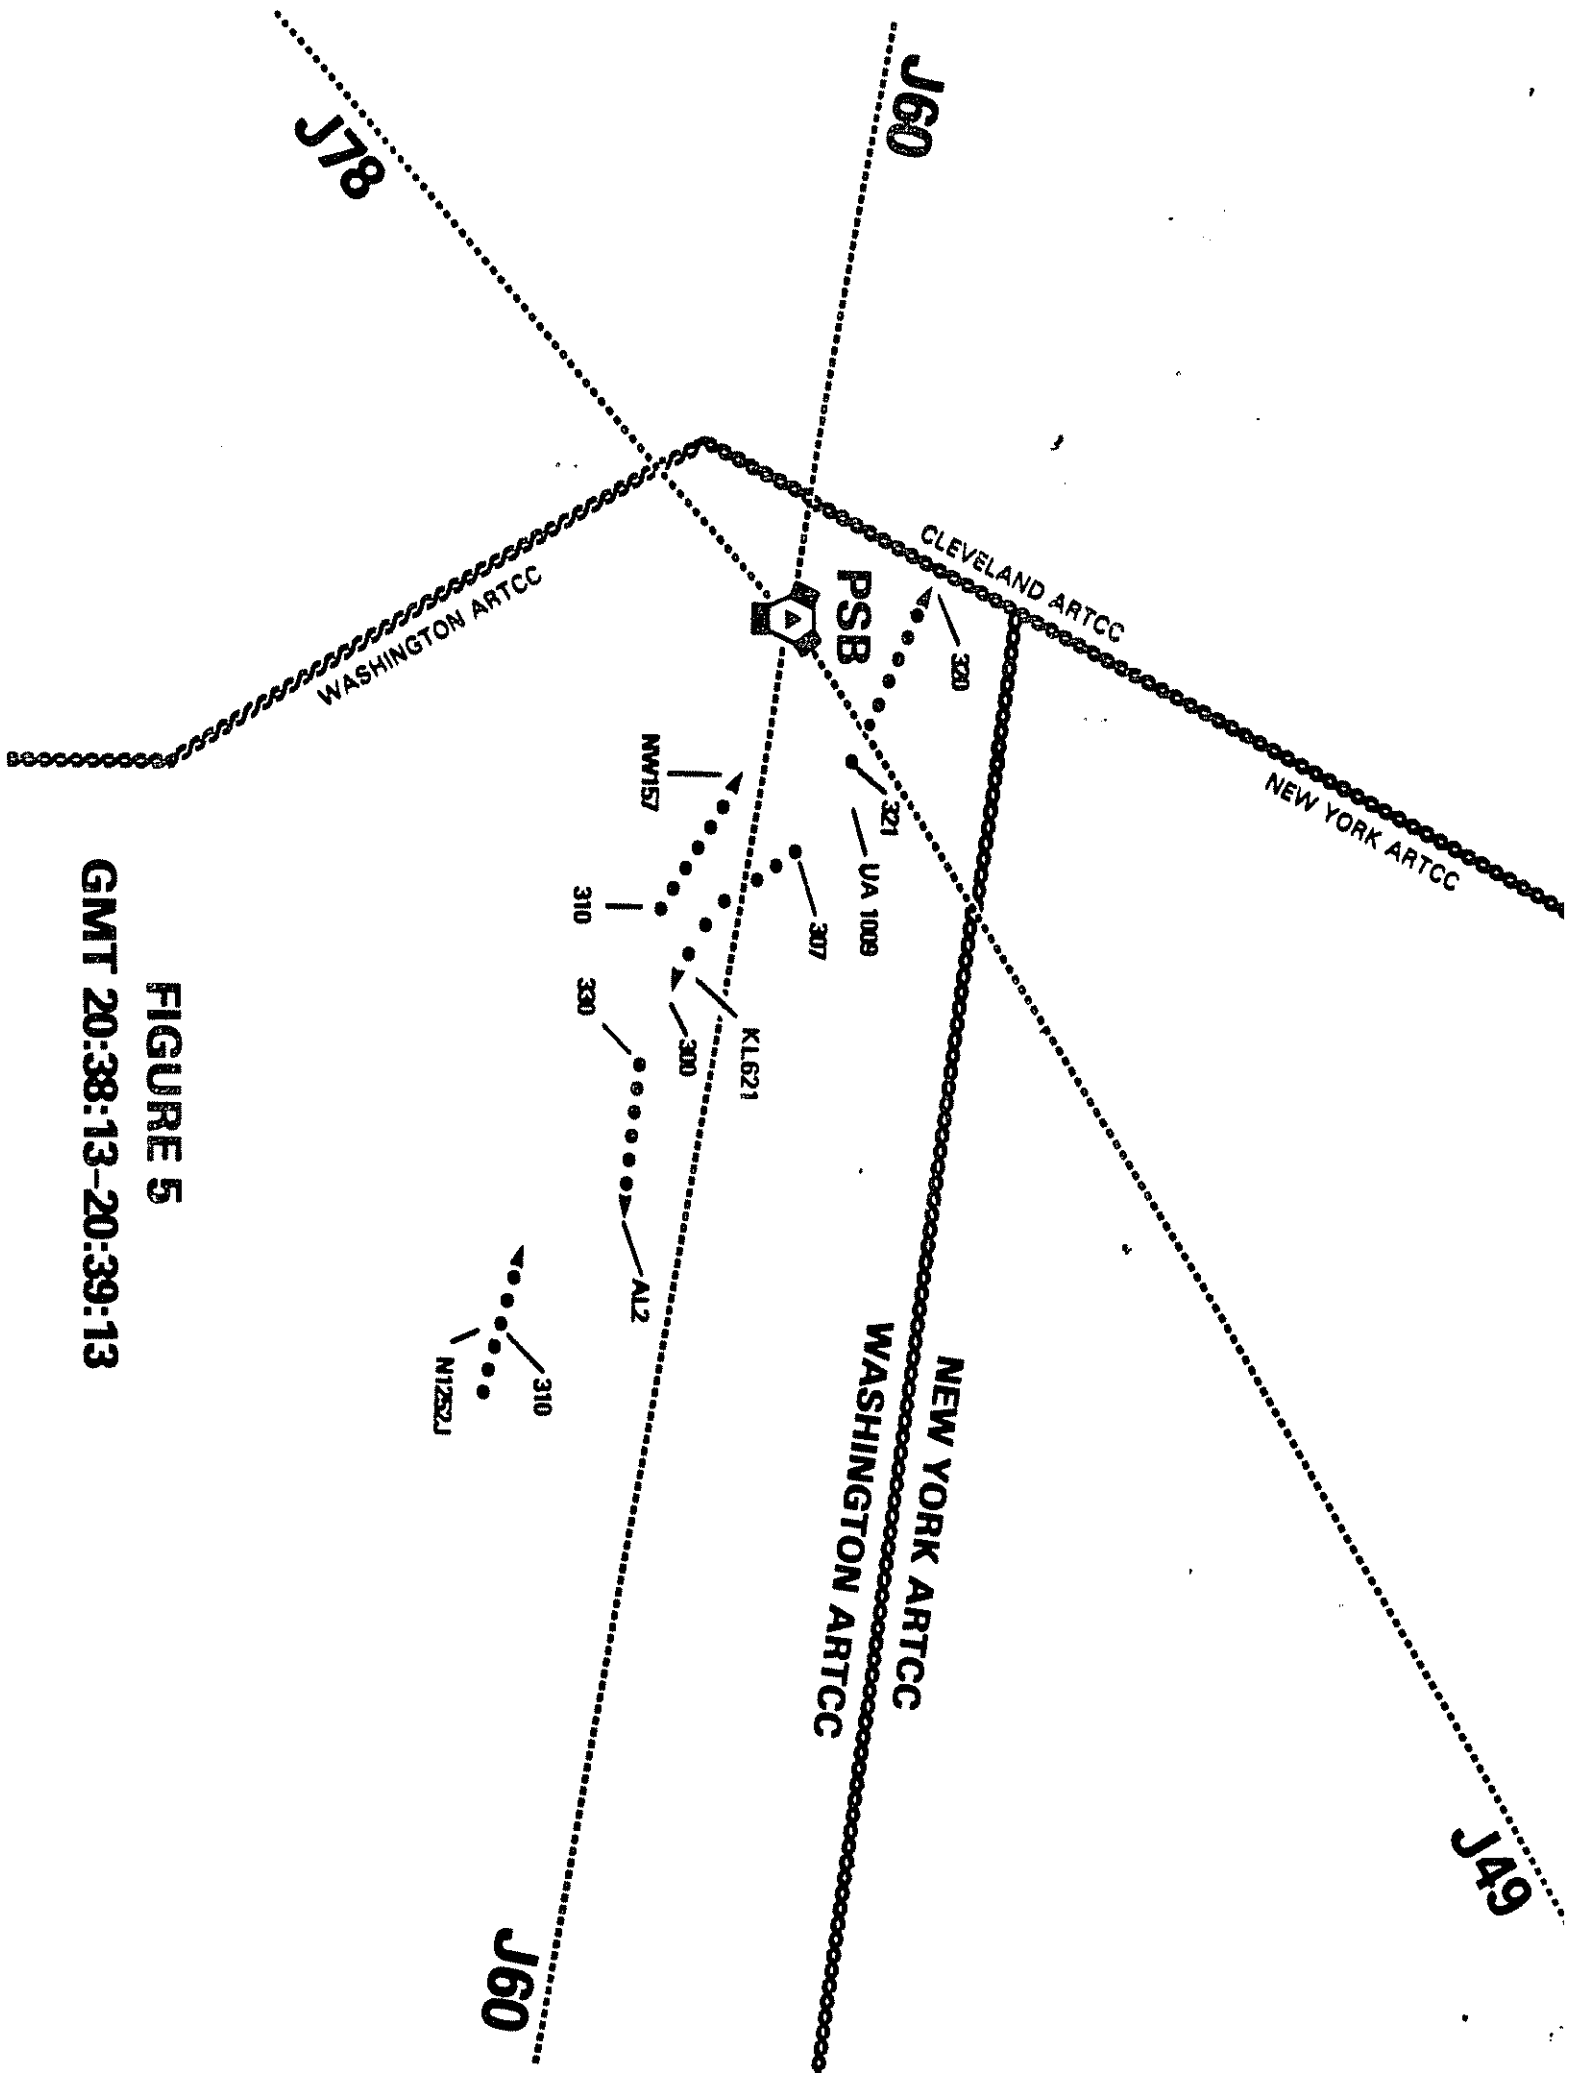 J60
J78
CLEVELAND ARTCC
NEW YORK ARTCC
WASHINGTON ARTCC
PSB
320
321
UA 1009
NW157
307
310
KL621
300
330
AL2
310
N1252J
NEW YORK ARTCC
WASHINGTON ARTCC
J49
J60
FIGURE 5
GMT 20:38:13-20:39:13